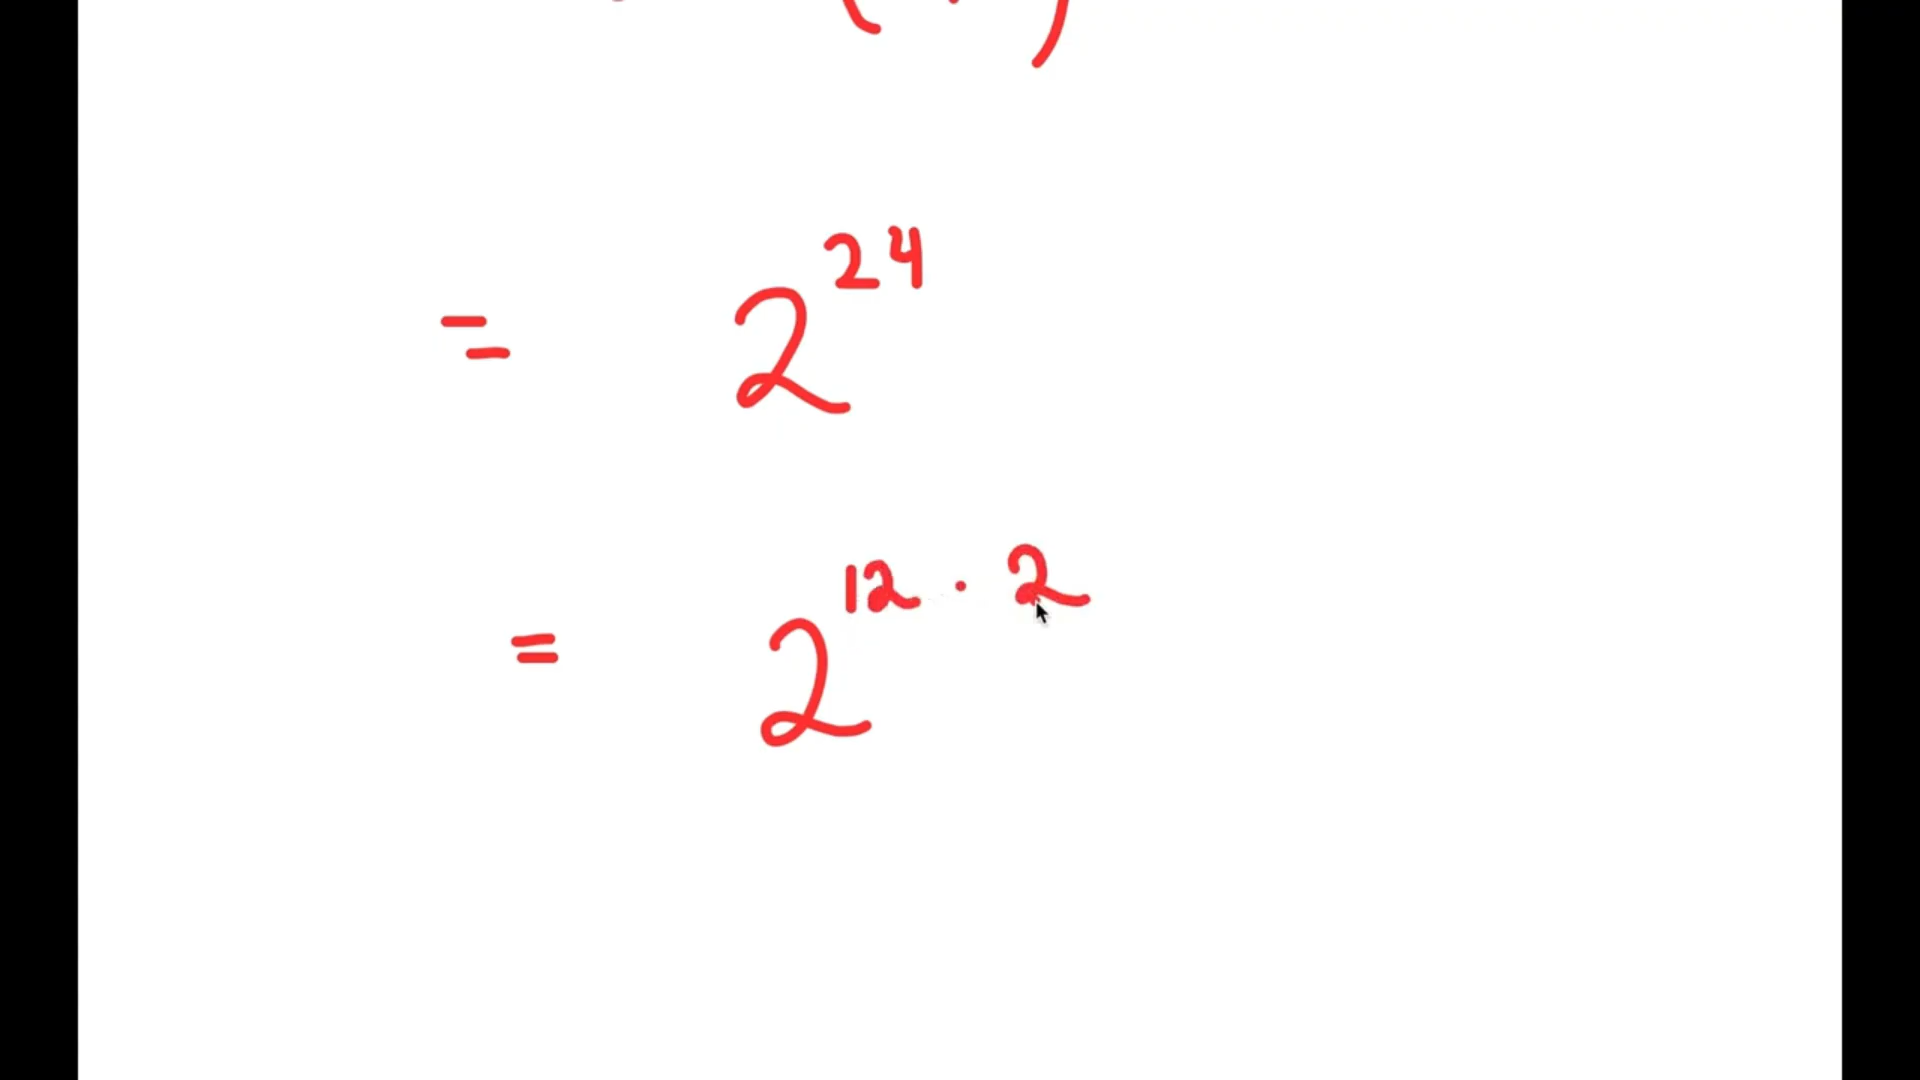 = 2^24
= 2^12 · 2